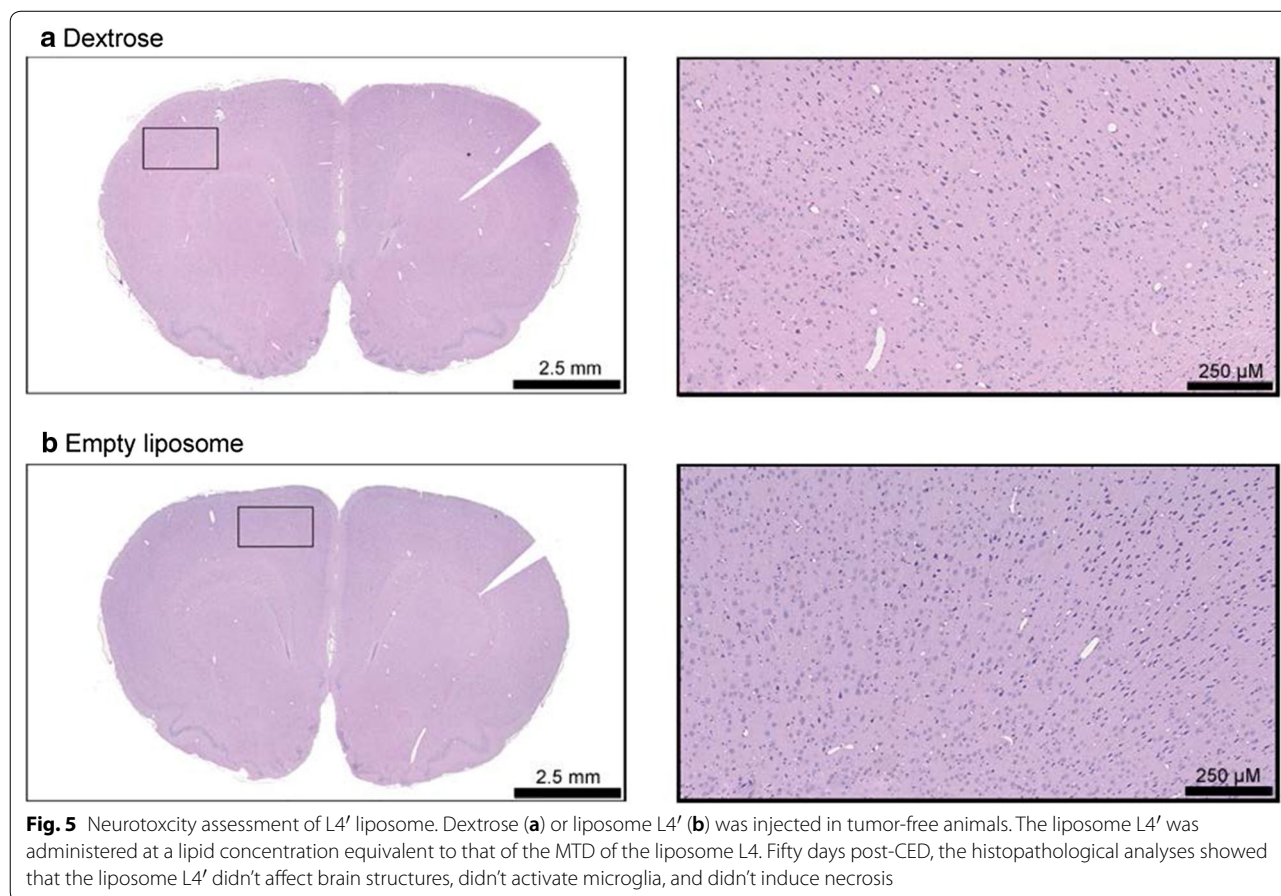 a Dextrose
2.5 mm
250 µM
b Empty liposome
2.5 mm
250 µM
Fig. 5 Neurotoxcity assessment of L4′ liposome. Dextrose (a) or liposome L4′ (b) was injected in tumor-free animals. The liposome L4′ was
administered at a lipid concentration equivalent to that of the MTD of the liposome L4. Fifty days post-CED, the histopathological analyses showed
that the liposome L4′ didn’t affect brain structures, didn’t activate microglia, and didn’t induce necrosis